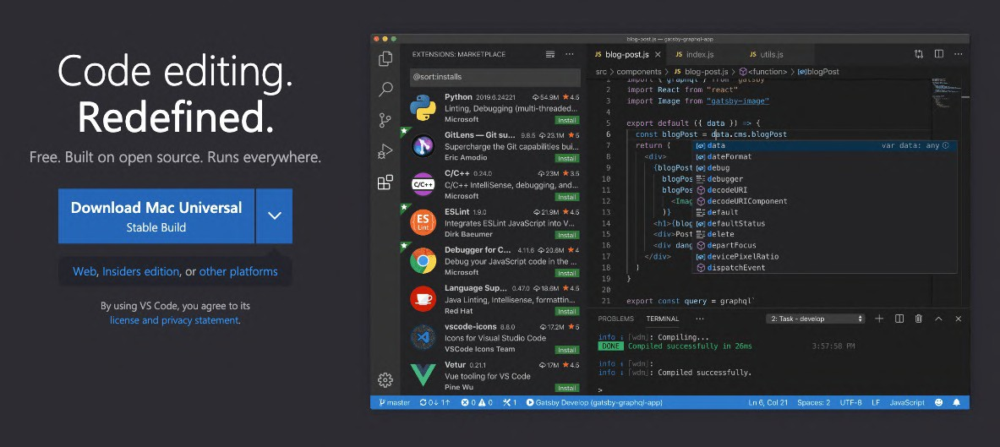 Code editing.
Redefined.
Free. Built on open source. Runs everywhere.
Download Mac Universal
Stable Build
Web, Insiders edition, or other platforms
By using VS Code, you agree to its
license and privacy statement.
blog-post.js — gatsby-graphql-app
EXTENSIONS: MARKETPLACE
@sort:installs
Python 2019.6.24221 54.9M ★4.5
Linting, Debugging (multi-threaded...
Microsoft Install
GitLens — Git su... 9.8.5 23.1M ★5
Supercharge the Git capabilities bui...
Eric Amodio Install
C/C++ 0.24.0 23M ★3.5
C/C++ IntelliSense, debugging, and...
Microsoft Install
ESLint 1.9.0 21.9M ★4.5
Integrates ESLint JavaScript into V...
Dirk Baeumer Install
Debugger for C... 4.11.6 20.6M ★4
Debug your JavaScript code in the ...
Microsoft Install
Language Sup... 0.47.0 18.6M ★4.5
Java Linting, Intellisense, formattin...
Red Hat Install
vscode-icons 8.8.0 17.2M ★5
Icons for Visual Studio Code
VSCode Icons Team Install
Vetur 0.21.1 17M ★4.5
Vue tooling for VS Code
Pine Wu Install
C/C++
ES
Lint
JS blog-post.js × JS index.js JS utils.js
src > components > JS blog-post.js > <function> > blogPost
1 import { graphql } from "gatsby"
2 import React from "react"
3 import Image from "gatsby-image"
4
5 export default ({ data }) => {
6 const blogPost = data.cms.blogPost
7 return (
8 <div>
9 {blogPost
10 blogPos
11 blogPos
12 <Imag
13 )}
14 <h1>{blog
15 <div>Post
16 <div dang
17 </div>
18 )
19 }
20
21 export const query = graphql`
data var data: any
dateFormat
debug
debugger
decodeURI
decodeURIComponent
default
defaultStatus
delete
departFocus
devicePixelRatio
dispatchEvent
PROBLEMS TERMINAL ... 2: Task - develop
info [wdm]: Compiling...
DONE Compiled successfully in 26ms 3:57:58 PM
info [wdm]:
info [wdm]: Compiled successfully.
>
master 0↓ 1↑ 0 0 1 Gatsby Develop (gatsby-graphql-app) Ln 6, Col 21 Spaces: 2 UTF-8 LF JavaScript